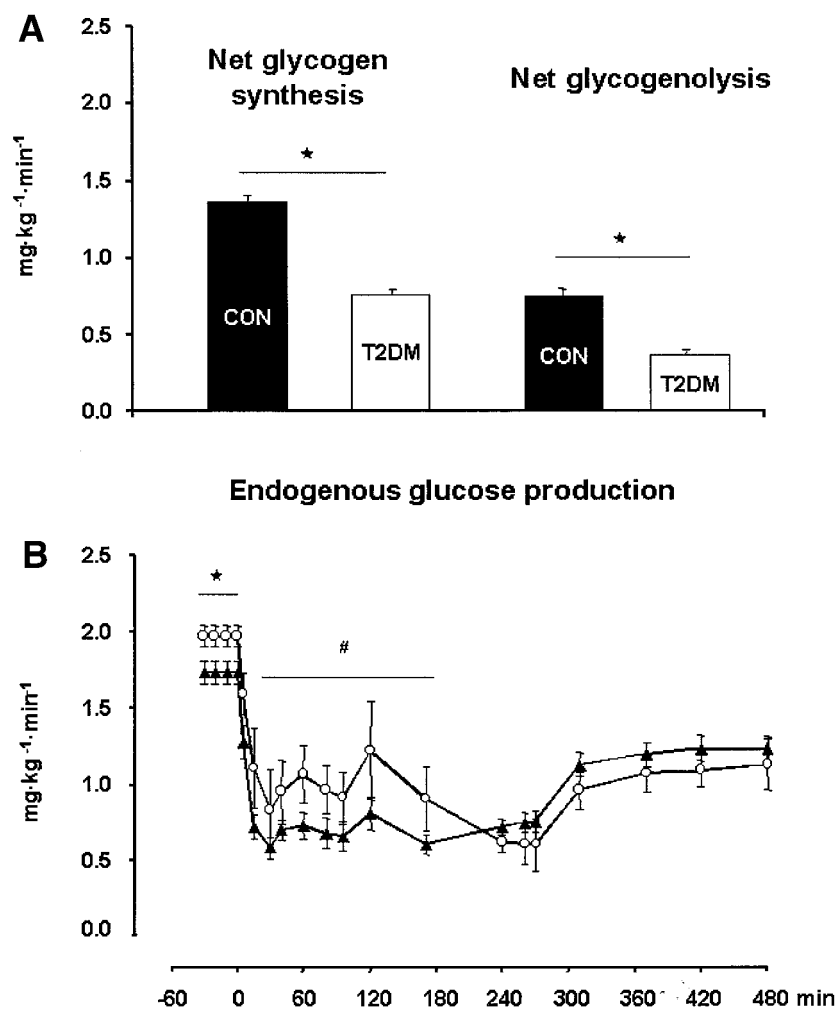 A
2.5
Net glycogen
synthesis
Net glycogenolysis
2.0
★
1.5
mg·kg⁻¹·min⁻¹
★
1.0
CON
0.5
T2DM
CON
T2DM
0.0
Endogenous glucose production
B
2.5
★
2.0
#
1.5
mg·kg⁻¹·min⁻¹
1.0
0.5
0.0
-60 0 60 120 180 240 300 360 420 480 min